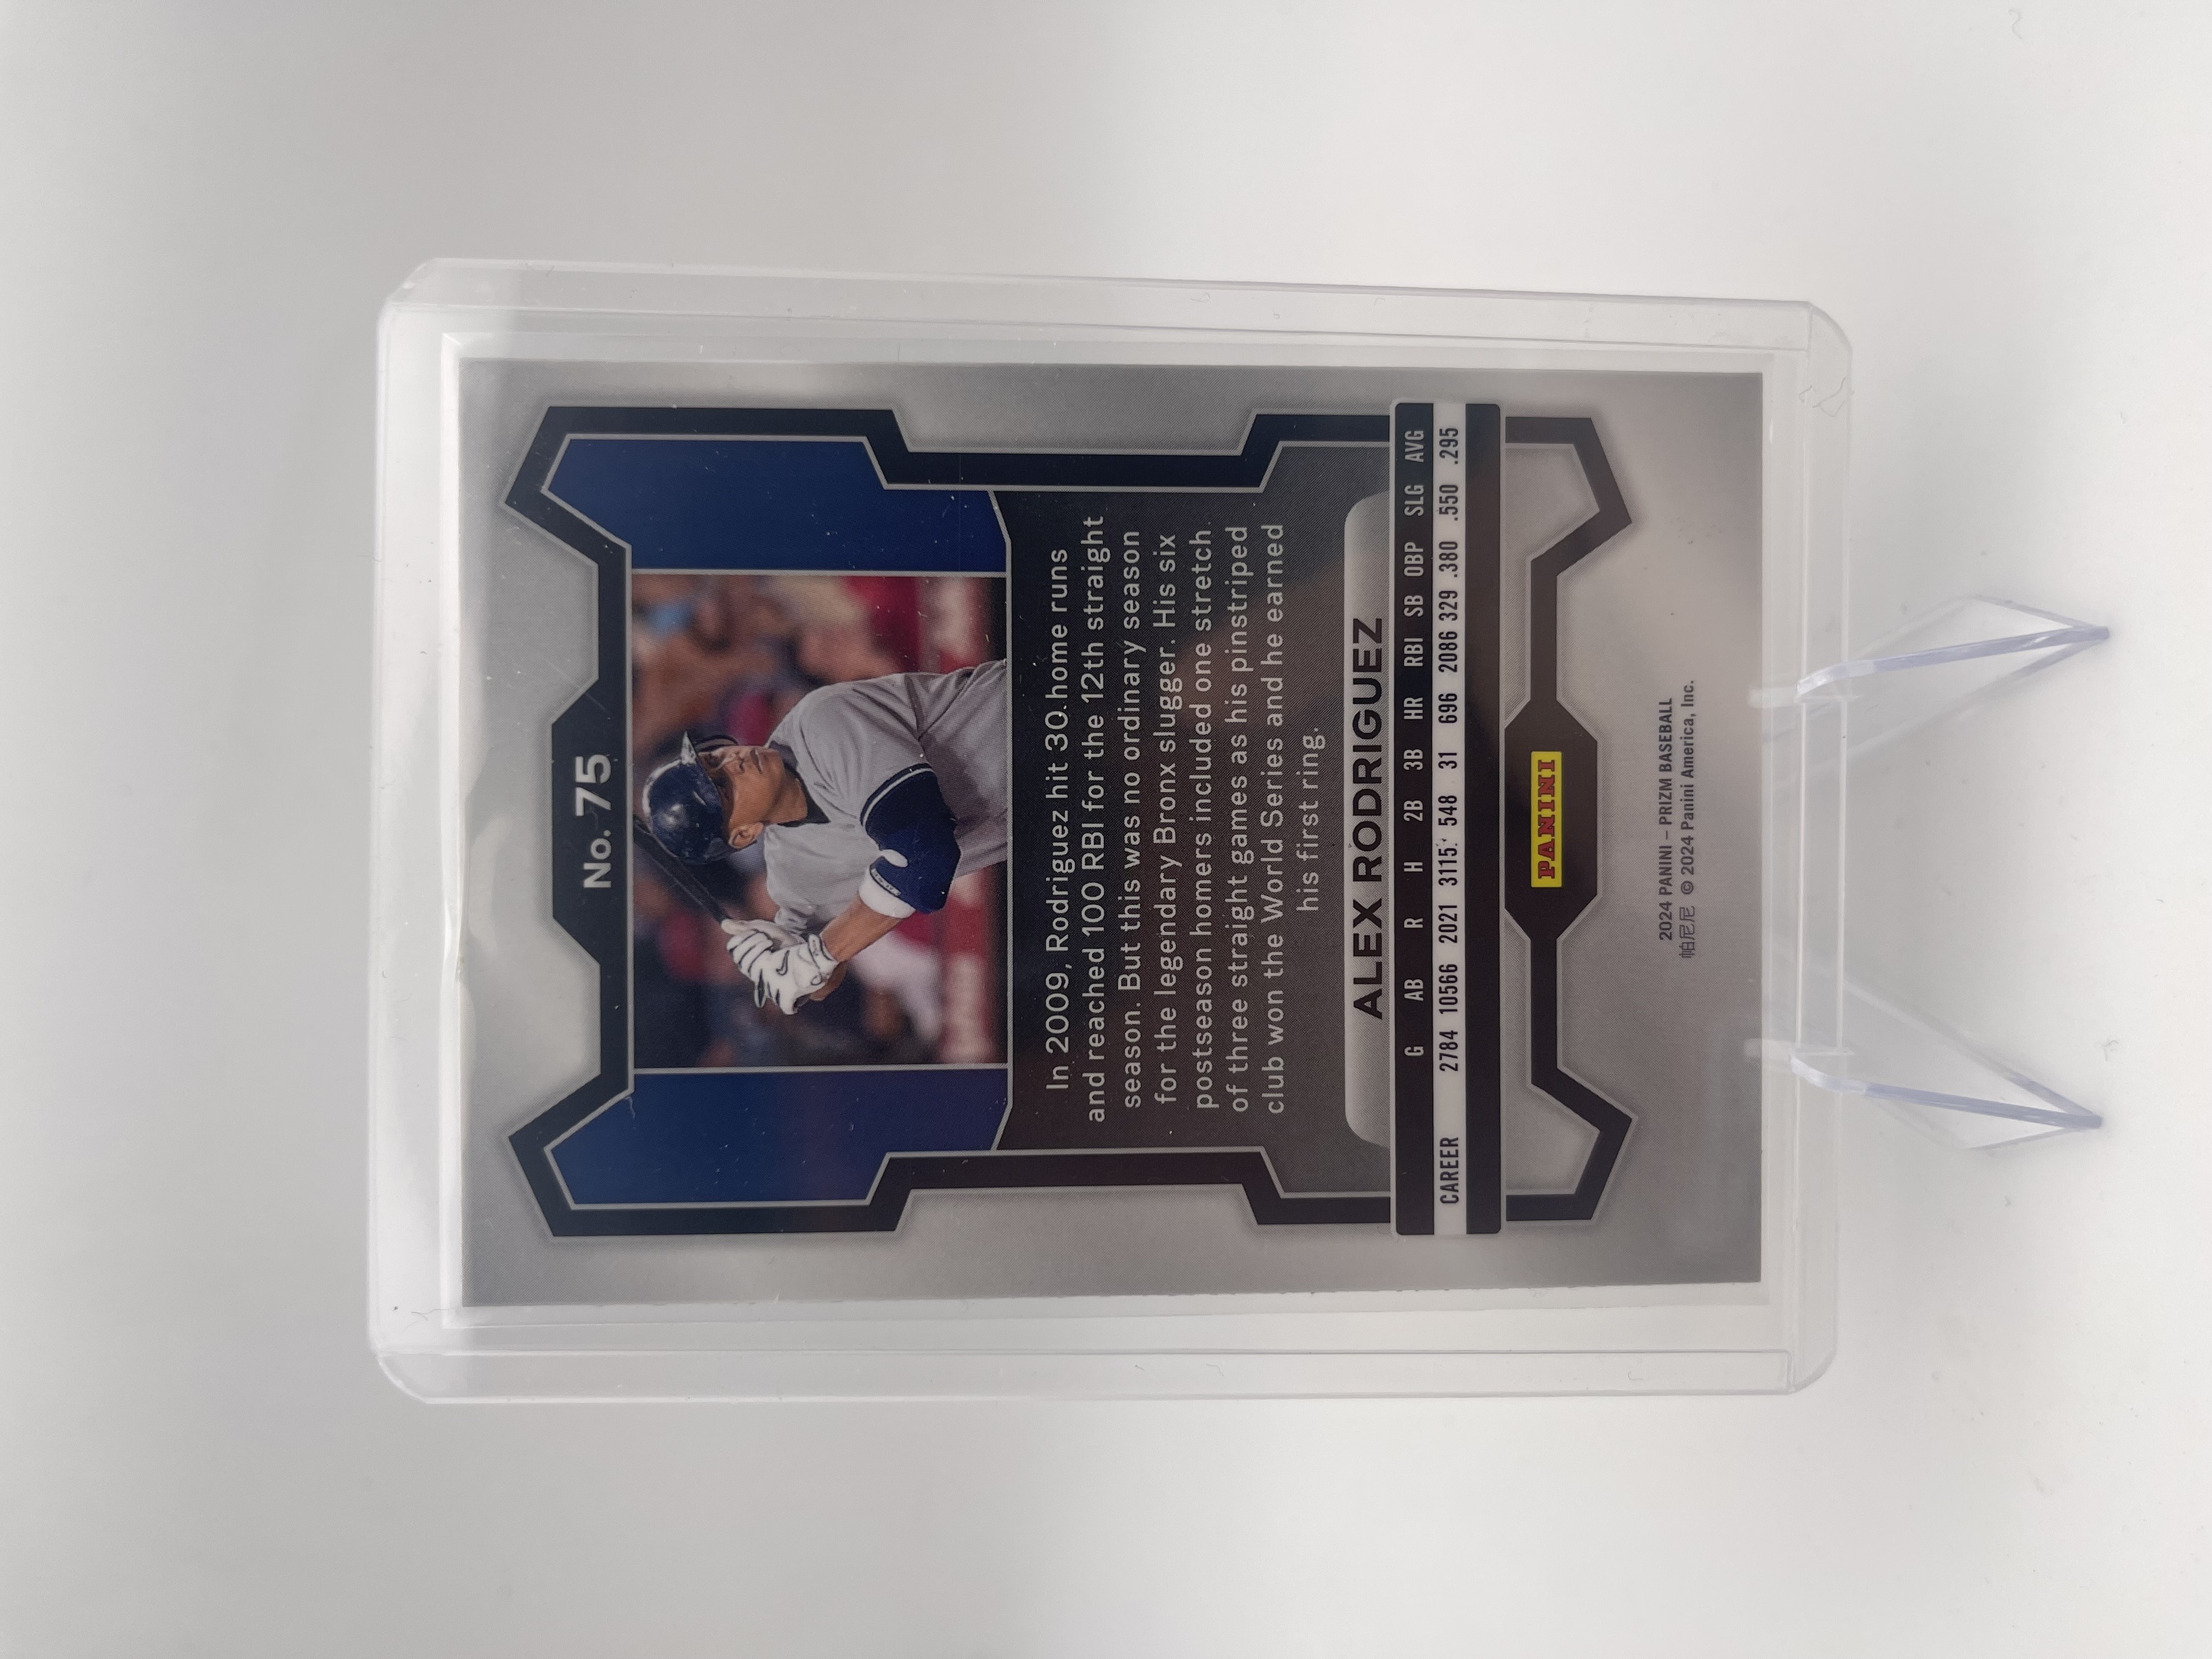 No. 75
In 2009, Rodriguez hit 30 home runs
and reached 100 RBI for the 12th straight
season. But this was no ordinary season
for the legendary Bronx slugger. His six
postseason homers included one stretch
of three straight games as his pinstriped
club won the World Series and he earned
his first ring.
ALEX RODRIGUEZ
G AB R H 2B 3B HR RBI SB OBP SLG AVG
CAREER 2784 10566 2021 3115 548 31 696 2086 329 .380 .550 .295
PANINI
2024 PANINI – PRIZM BASEBALL
帕尼尼 © 2024 Panini America, Inc.